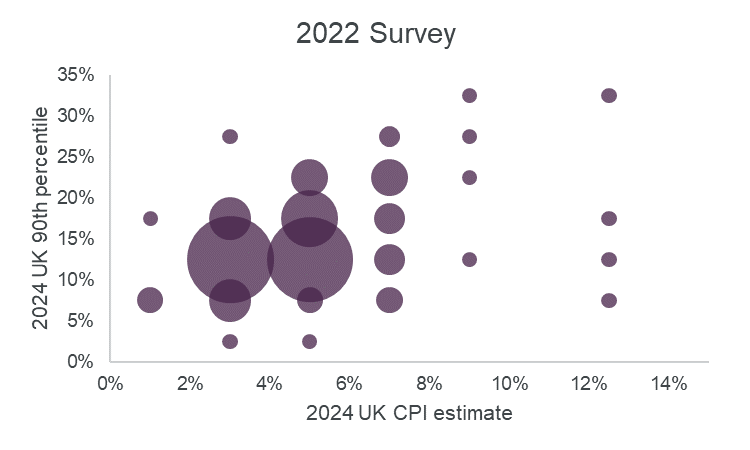 2022 Survey
2024 UK 90th percentile
35%
30%
25%
20%
15%
10%
5%
0%
0% 2% 4% 6% 8% 10% 12% 14%
2024 UK CPI estimate